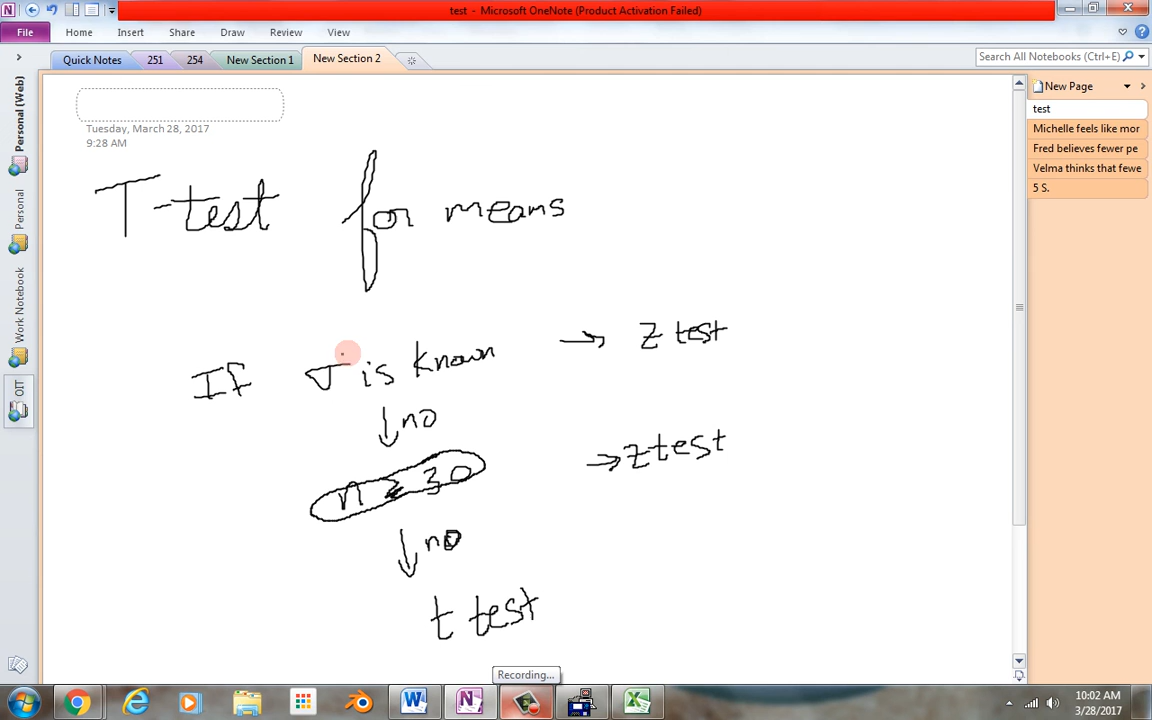 test - Microsoft OneNote (Product Activation Failed)
File Home Insert Share Draw Review View
Quick Notes 251 254 New Section 1 New Section 2
Search All Notebooks (Ctrl+E)
Personal (Web)
Personal
Work Notebook
OIT
New Page
test
Michelle feels like mor
Fred believes fewer pe
Velma thinks that fewe
5 S.
Tuesday, March 28, 2017
9:28 AM
T-test for means
If σ is known → z test
↓ no
n ≥ 30 → z test
↓ no
t test
Recording...
10:02 AM
3/28/2017